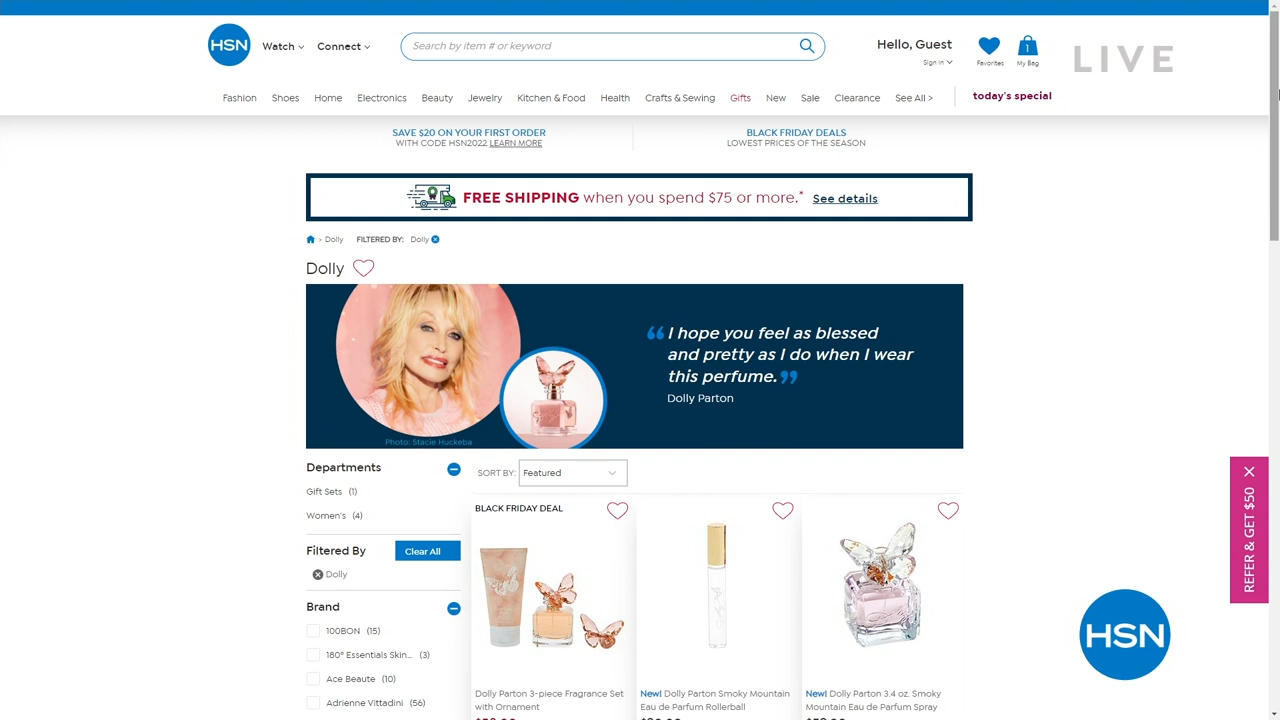 HSN
Watch
Connect
Search by item # or keyword
Hello, Guest
Sign In
Favorites
1
My Bag
LIVE
Fashion
Shoes
Home
Electronics
Beauty
Jewelry
Kitchen & Food
Health
Crafts & Sewing
Gifts
New
Sale
Clearance
See All >
today's special
SAVE $20 ON YOUR FIRST ORDER
WITH CODE HSN2022 LEARN MORE
BLACK FRIDAY DEALS
LOWEST PRICES OF THE SEASON
FREE SHIPPING when you spend $75 or more.* See details
> Dolly FILTERED BY: Dolly
Dolly
“ I hope you feel as blessed
and pretty as I do when I wear
this perfume. ”
Dolly Parton
Photo: Stacie Huckeba
Departments
Gift Sets (1)
Women's (4)
Filtered By
Clear All
Dolly
Brand
100BON (15)
180° Essentials Skin... (3)
Ace Beaute (10)
Adrienne Vittadini (56)
SORT BY: Featured
BLACK FRIDAY DEAL
Dolly Parton 3-piece Fragrance Set
with Ornament
New! Dolly Parton Smoky Mountain
Eau de Parfum Rollerball
New! Dolly Parton 3.4 oz. Smoky
Mountain Eau de Parfum Spray
REFER & GET $50
HSN